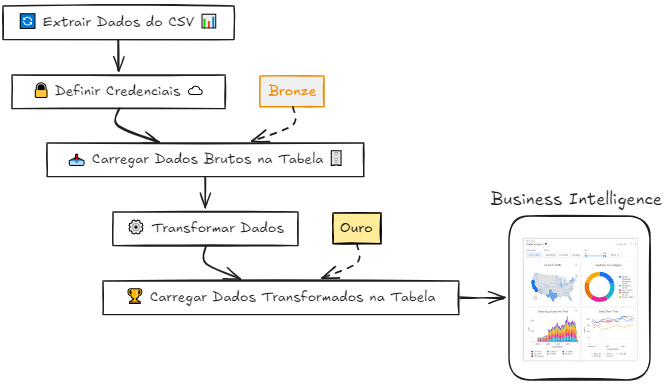 Extrair Dados do CSV
Definir Credenciais
Bronze
Carregar Dados Brutos na Tabela
Transformar Dados
Ouro
Carregar Dados Transformados na Tabela
Business Intelligence